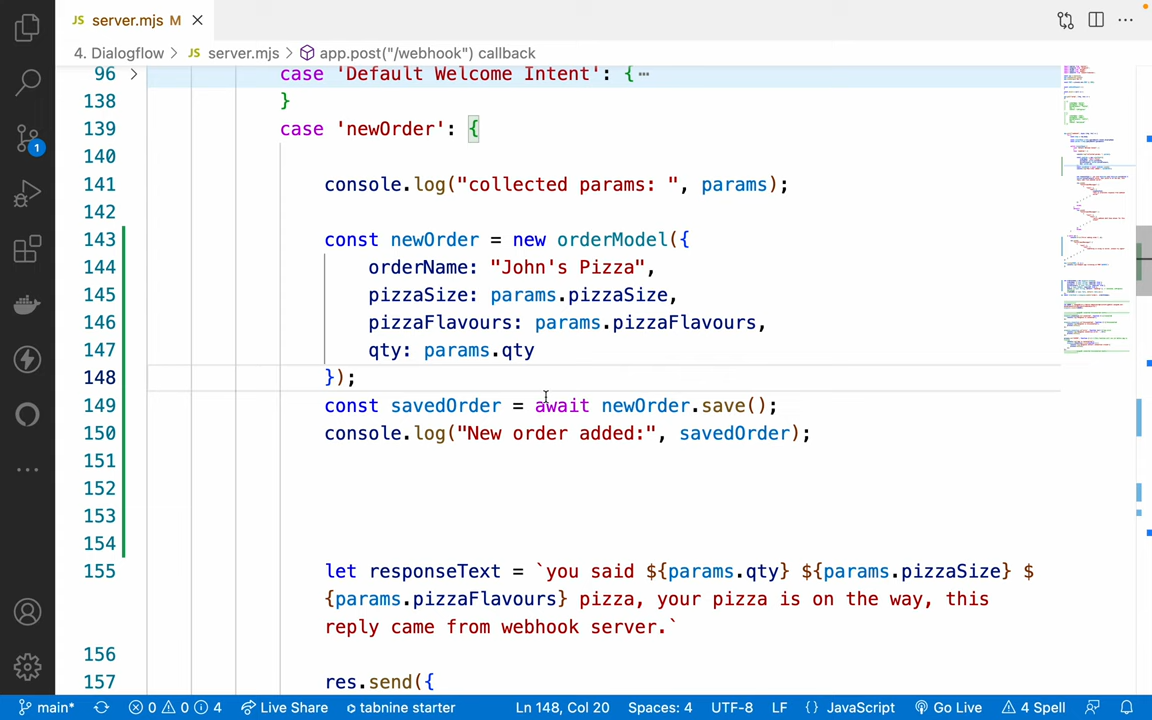 JS server.mjs M
4. Dialogflow > JS server.mjs > app.post("/webhook") callback
96 > case 'Default Welcome Intent': {···
138 }
139 case 'newOrder': {
140
141 console.log("collected params: ", params);
142
143 const newOrder = new orderModel({
144 orderName: "John's Pizza",
145 pizzaSize: params.pizzaSize,
146 pizzaFlavours: params.pizzaFlavours,
147 qty: params.qty
148 });
149 const savedOrder = await newOrder.save();
150 console.log("New order added:", savedOrder);
151
152
153
154
155 let responseText = `you said ${params.qty} ${params.pizzaSize} $
{params.pizzaFlavours} pizza, your pizza is on the way, this
reply came from webhook server.`
156
157 res.send({
1
main* 0 0 4 Live Share tabnine starter Ln 148, Col 20 Spaces: 4 UTF-8 LF {} JavaScript Go Live 4 Spell